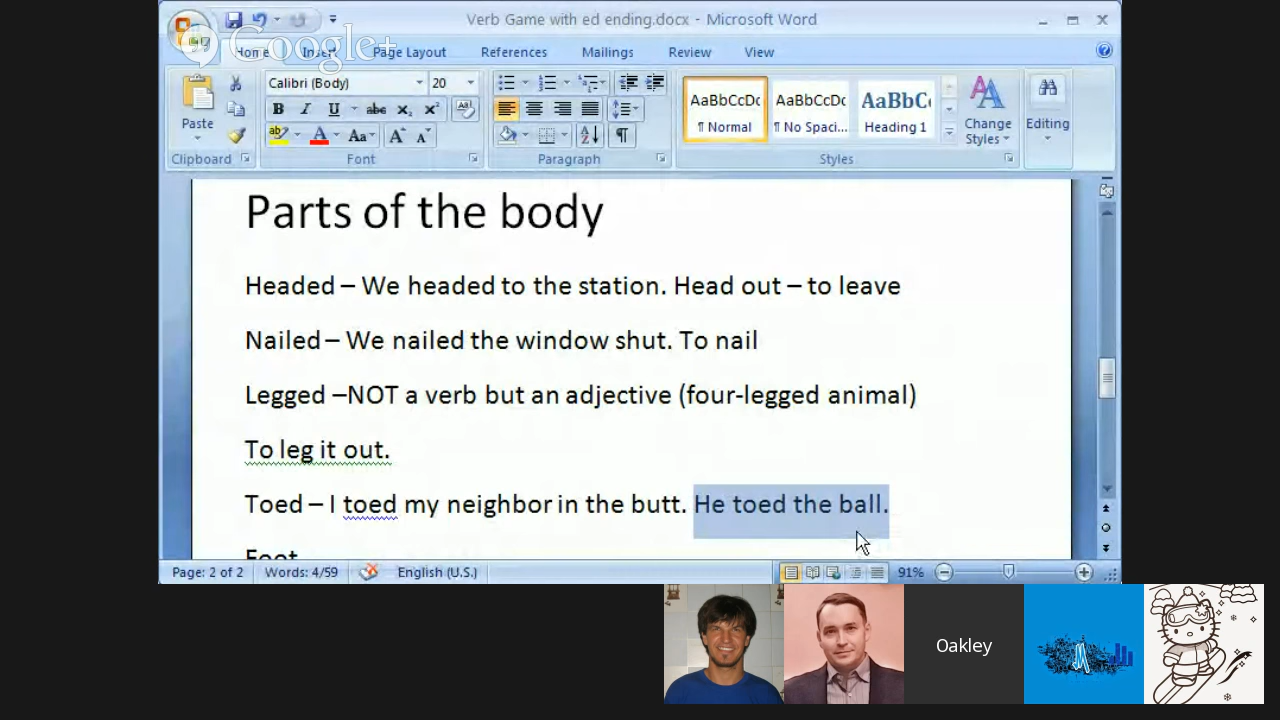 Verb Game with ed ending.docx - Microsoft Word
Google+
Home Insert Page Layout References Mailings Review View
Calibri (Body) 20
AaBbCcDc AaBbCcDc AaBbC
Paste
¶ Normal ¶ No Spaci... Heading 1 Change Styles Editing
Clipboard Font Paragraph Styles
Parts of the body
Headed – We headed to the station. Head out – to leave
Nailed – We nailed the window shut. To nail
Legged –NOT a verb but an adjective (four-legged animal)
To leg it out.
Toed – I toed my neighbor in the butt. He toed the ball.
Foot
Page: 2 of 2 Words: 4/59 English (U.S.) 91%
Oakley